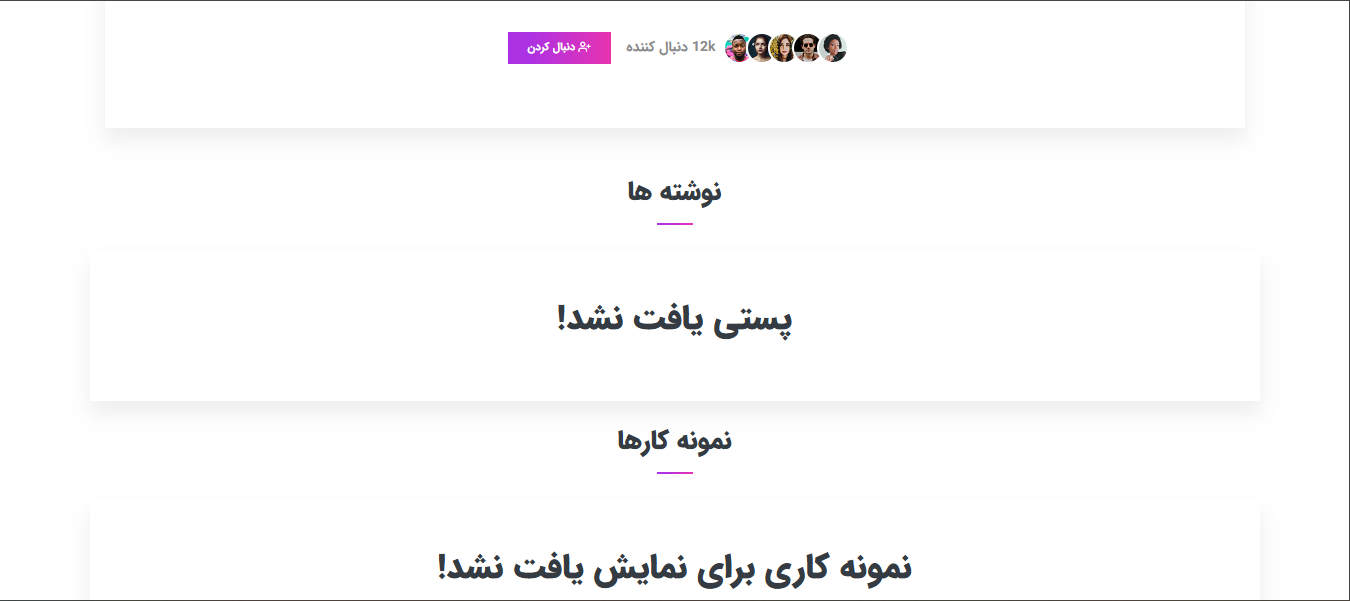 12k دنبال کننده
دنبال کردن
نوشته ها
پستی یافت نشد!
نمونه کارها
نمونه کاری برای نمایش یافت نشد!